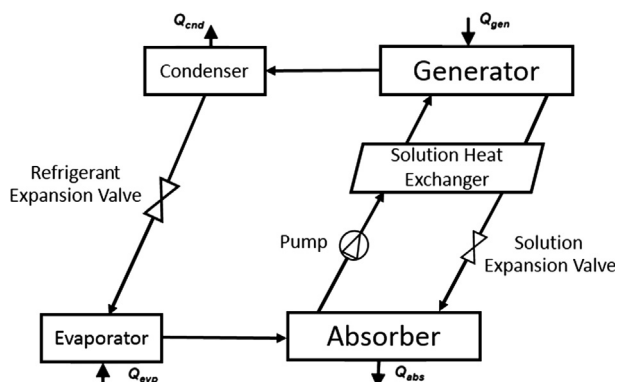 Q_cnd
Q_gen
Condenser
Generator
Refrigerant
Expansion Valve
Solution Heat
Exchanger
Pump
Solution
Expansion Valve
Evaporator
Absorber
Q_evp
Q_abs